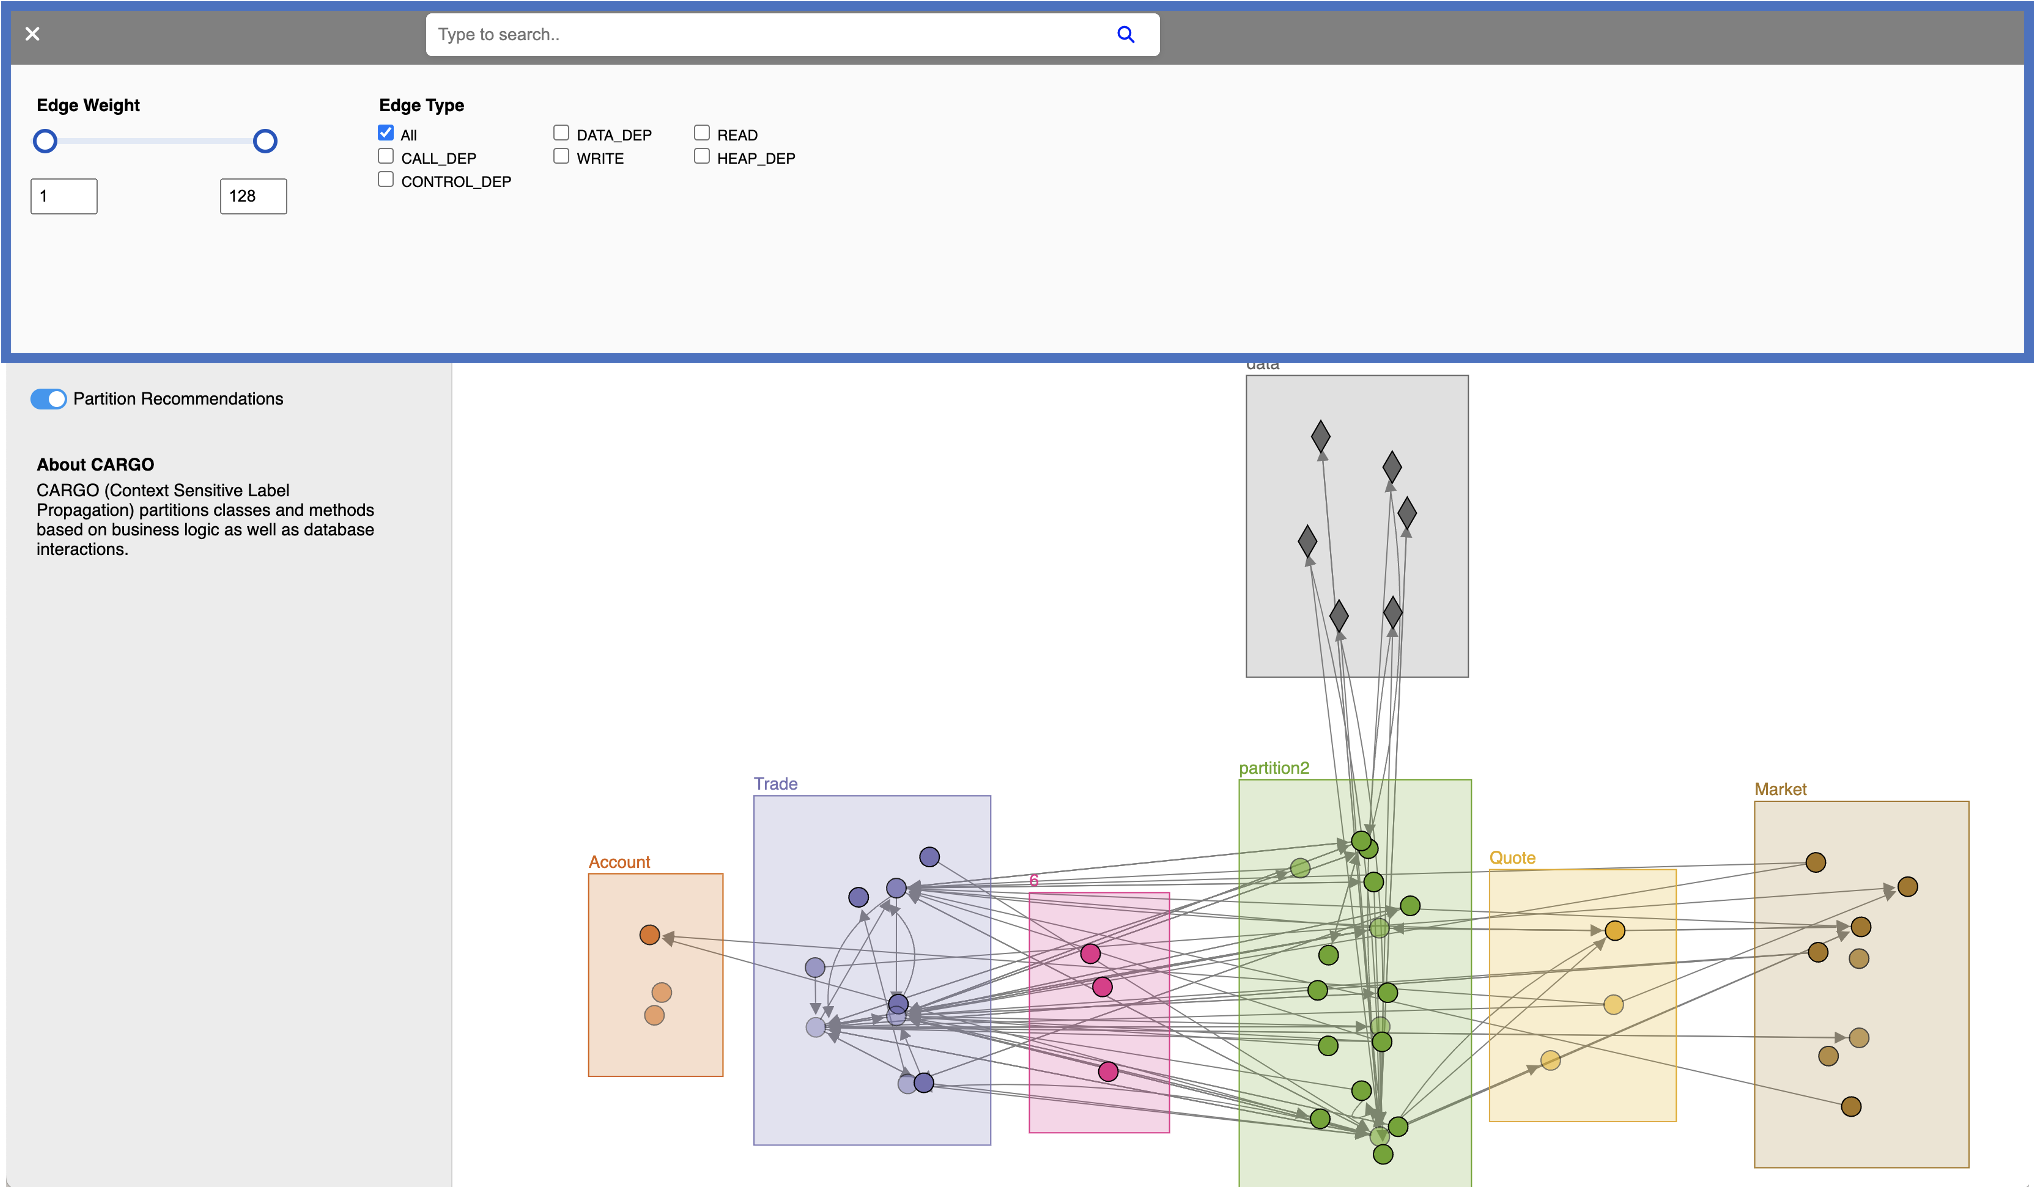 Type to search..
Edge Weight
1
128
Edge Type
All
DATA_DEP
READ
CALL_DEP
WRITE
HEAP_DEP
CONTROL_DEP
Partition Recommendations
About CARGO
CARGO (Context Sensitive Label
Propagation) partitions classes and methods
based on business logic as well as database
interactions.
data
partition2
Trade
Market
Quote
Account
6